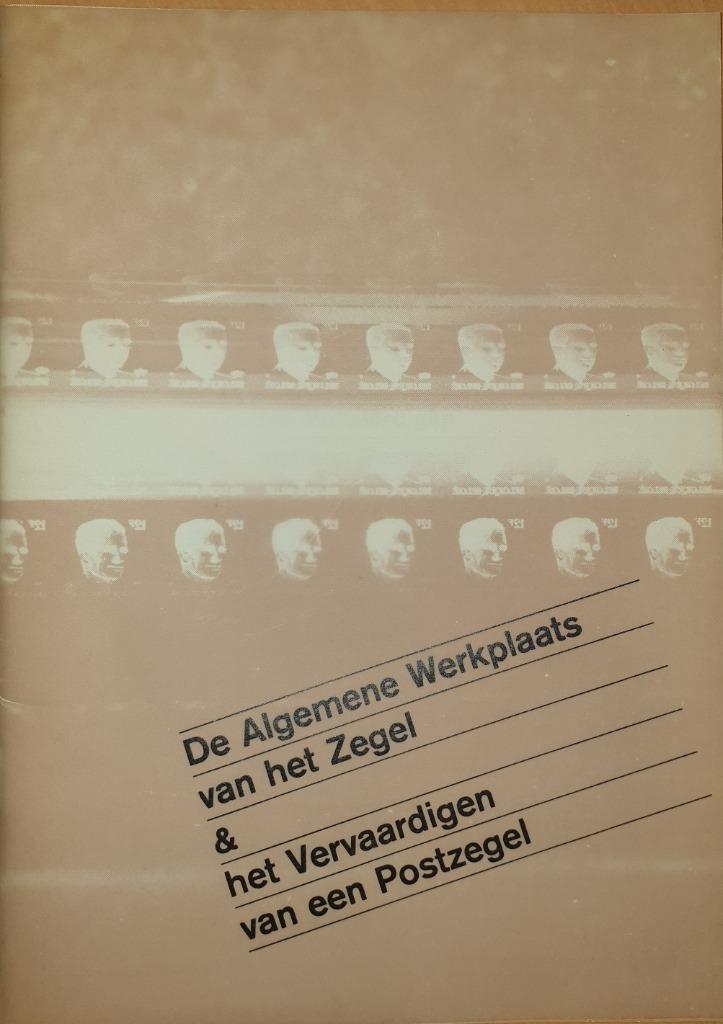 De Algemene Werkplaats
van het Zegel
&
het Vervaardigen
van een Postzegel